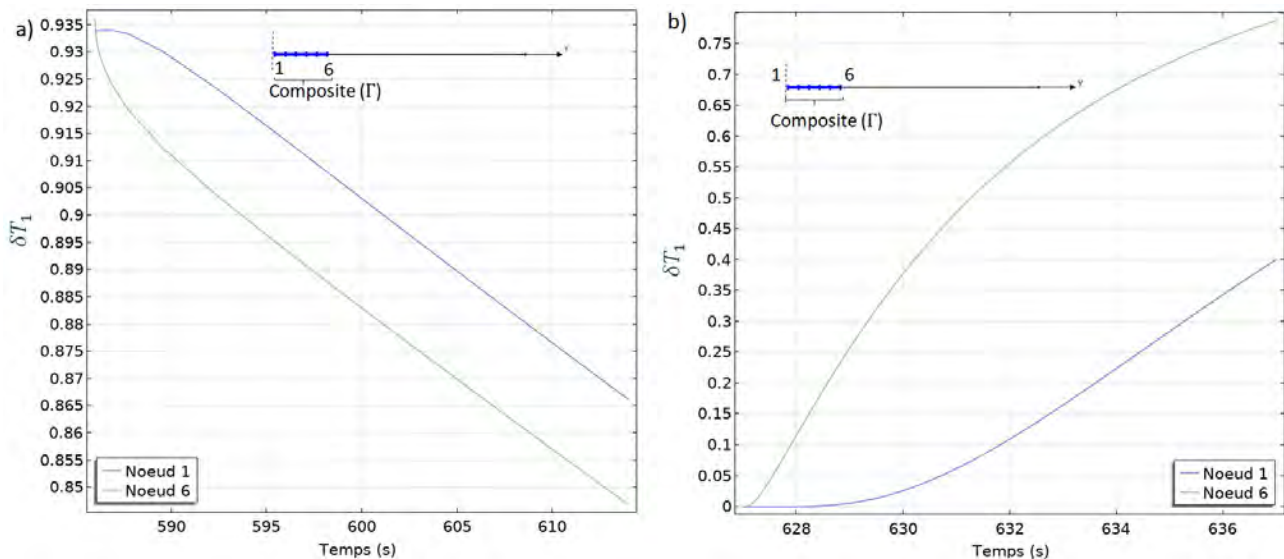 a)
0.935
0.93
0.925
0.92
0.915
0.91
0.905
0.9
0.895
0.89
0.885
0.88
0.875
0.87
0.865
0.86
0.855
0.85
δT₁
1 6
Composite (Γ)
Noeud 1
Noeud 6
590 595 600 605 610
Temps (s)
b)
0.75
0.7
0.65
0.6
0.55
0.5
0.45
0.4
0.35
0.3
0.25
0.2
0.15
0.1
0.05
0
δT₁
1 6
Composite (Γ)
Noeud 1
Noeud 6
628 630 632 634 636
Temps (s)